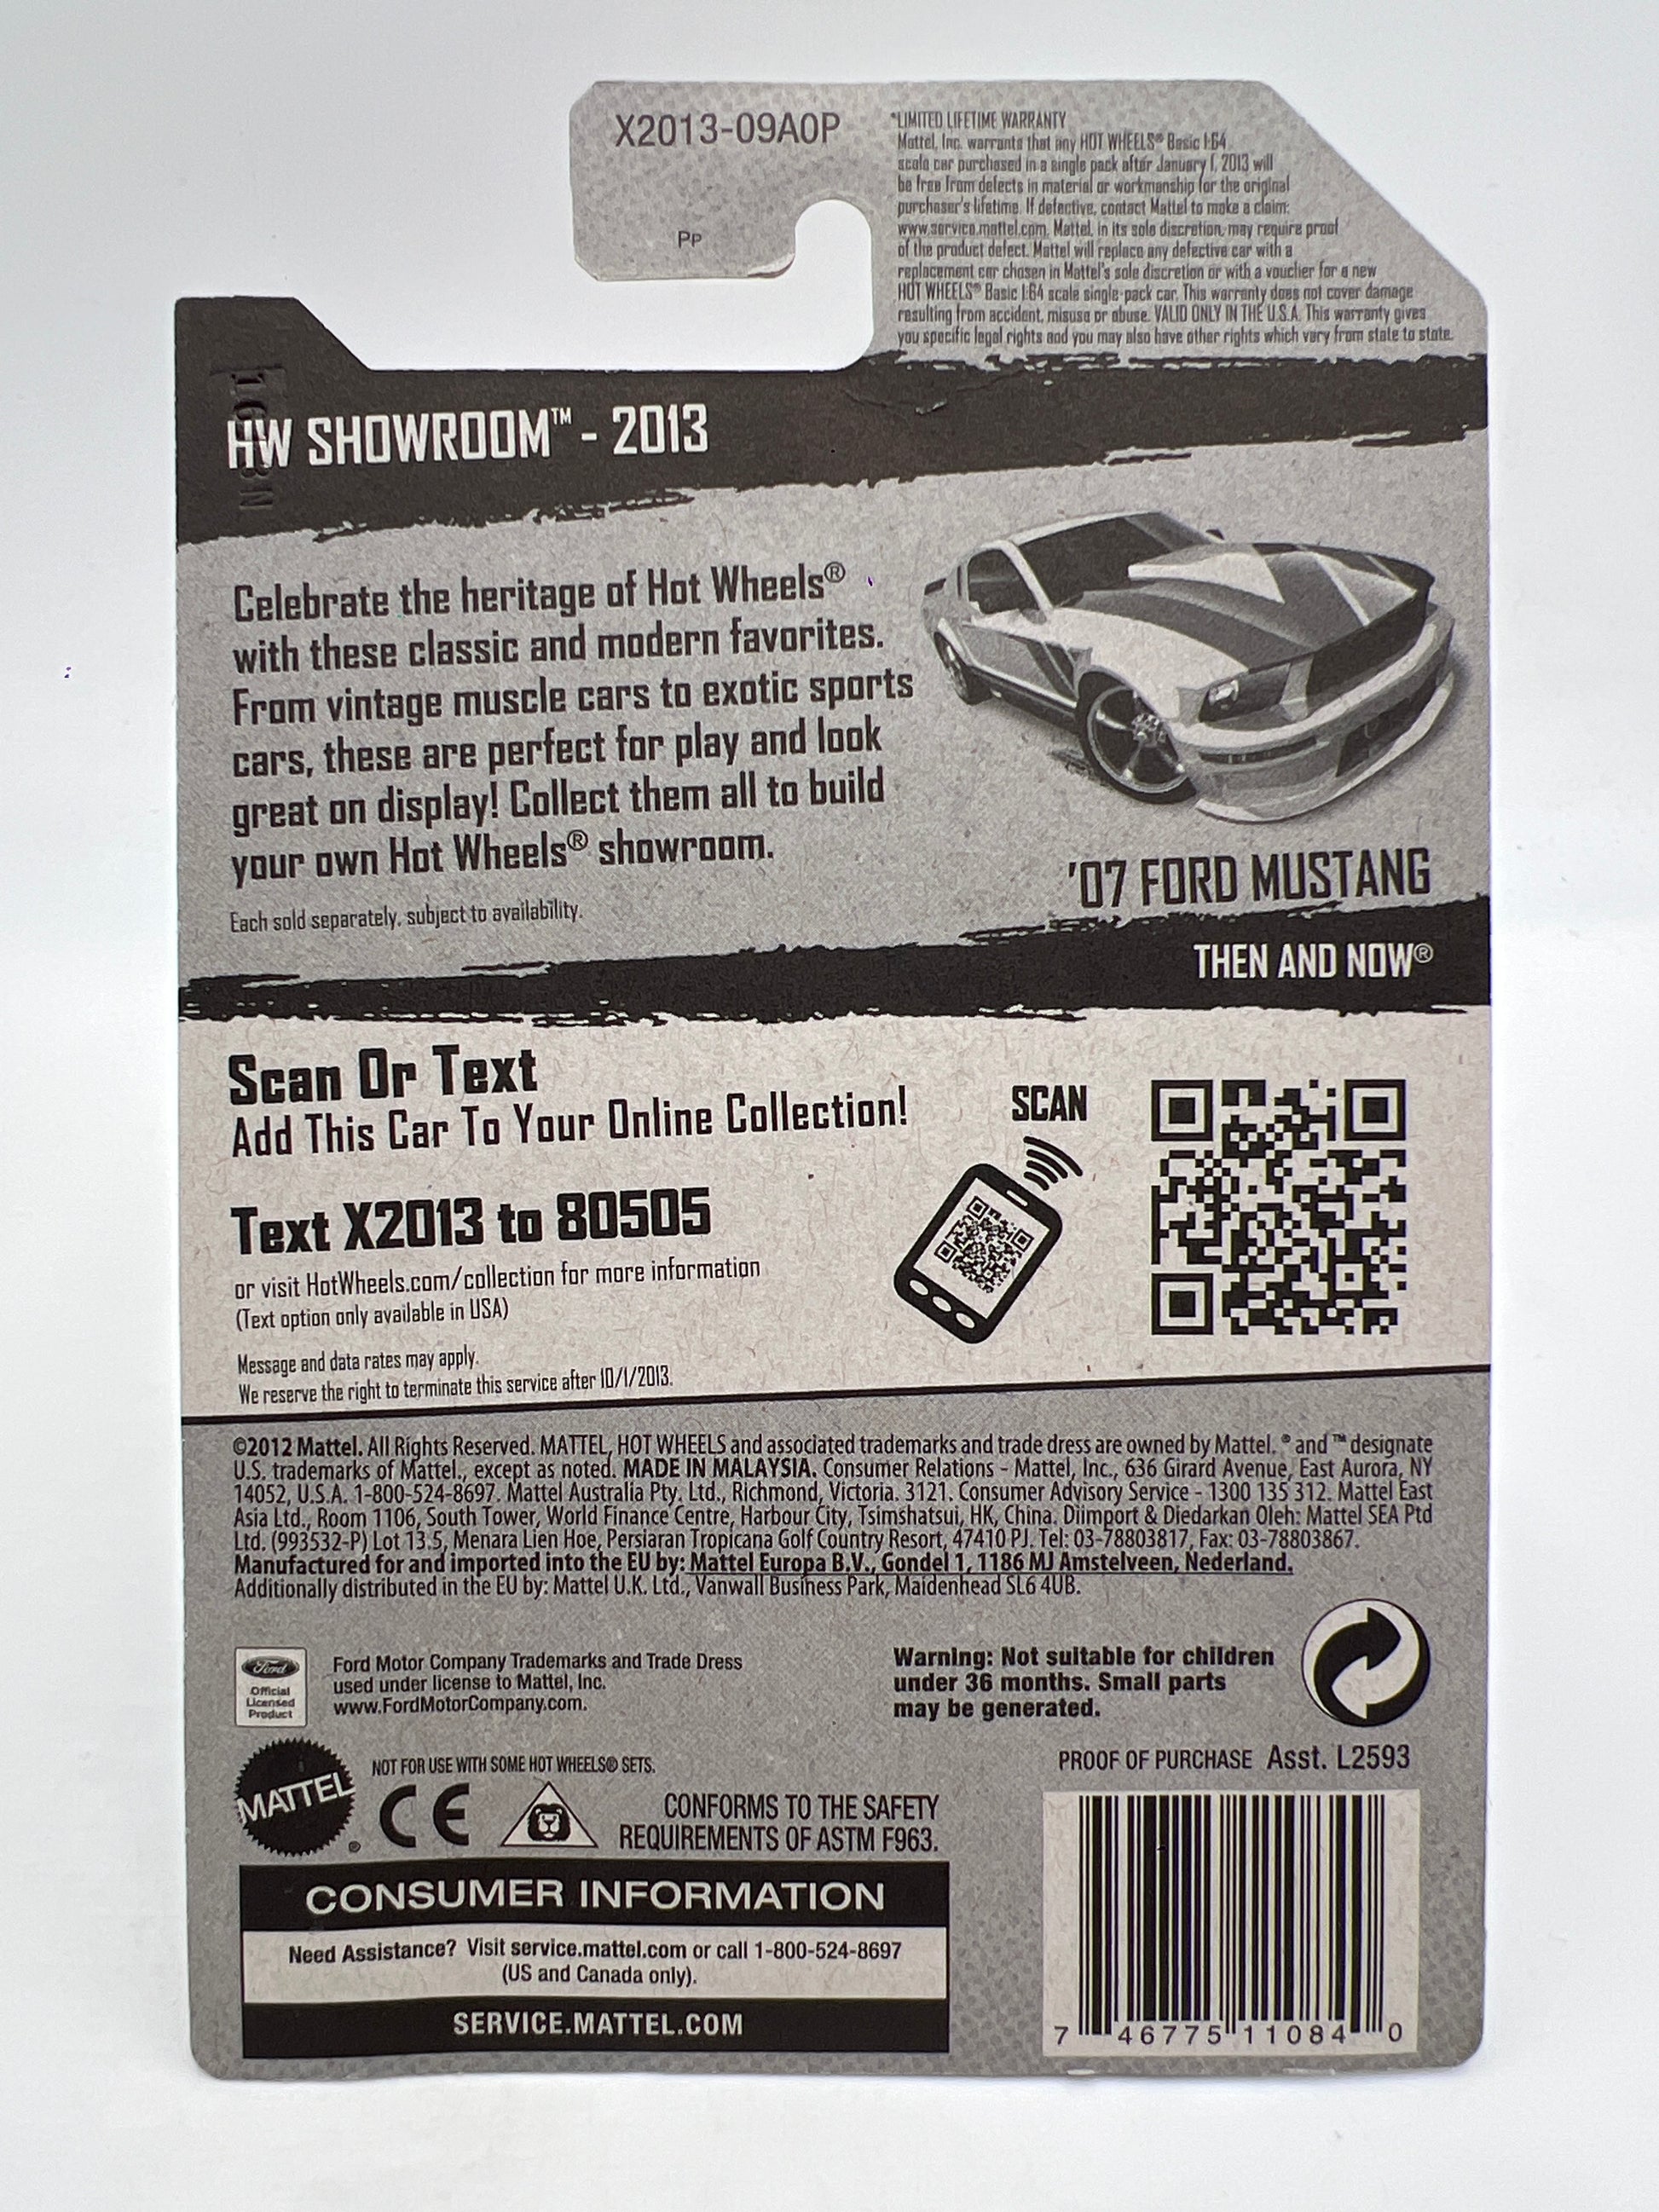 X2013-09A0P
Pp
*LIMITED LIFETIME WARRANTY
Mattel, Inc. warrants that any HOT WHEELS® Basic 1:64
scale car purchased in a single pack after January 1, 2013 will
be free from defects in material or workmanship for the original
purchaser's lifetime. If defective, contact Mattel to make a claim:
www.service.mattel.com. Mattel, in its sole discretion, may require proof
of the product defect. Mattel will replace any defective car with a
replacement car chosen in Mattel's sole discretion or with a voucher for a new
HOT WHEELS® Basic 1:64 scale single-pack car. This warranty does not cover damage
resulting from accident, misuse or abuse. VALID ONLY IN THE U.S.A. This warranty gives
you specific legal rights and you may also have other rights which vary from state to state.
HW SHOWROOM™ - 2013
Celebrate the heritage of Hot Wheels®
with these classic and modern favorites.
From vintage muscle cars to exotic sports
cars, these are perfect for play and look
great on display! Collect them all to build
your own Hot Wheels® showroom.
Each sold separately, subject to availability.
'07 FORD MUSTANG
THEN AND NOW®
Scan Or Text
Add This Car To Your Online Collection!
SCAN
Text X2013 to 80505
or visit HotWheels.com/collection for more information
(Text option only available in USA)
Message and data rates may apply.
We reserve the right to terminate this service after 10/1/2013.
©2012 Mattel. All Rights Reserved. MATTEL, HOT WHEELS and associated trademarks and trade dress are owned by Mattel. ® and ™ designate
U.S. trademarks of Mattel., except as noted. MADE IN MALAYSIA. Consumer Relations - Mattel, Inc., 636 Girard Avenue, East Aurora, NY
14052, U.S.A. 1-800-524-8697. Mattel Australia Pty. Ltd., Richmond, Victoria. 3121. Consumer Advisory Service - 1300 135 312. Mattel East
Asia Ltd., Room 1106, South Tower, World Finance Centre, Harbour City, Tsimshatsui, HK, China. Diimport & Diedarkan Oleh: Mattel SEA Ptd
Ltd. (993532-P) Lot 13.5, Menara Lien Hoe, Persiaran Tropicana Golf Country Resort, 47410 PJ. Tel: 03-78803817, Fax: 03-78803867.
Manufactured for and imported into the EU by: Mattel Europa B.V., Gondel 1, 1186 MJ Amstelveen, Nederland.
Additionally distributed in the EU by: Mattel U.K. Ltd., Vanwall Business Park, Maidenhead SL6 4UB.
Ford
Official
Licensed
Product
Ford Motor Company Trademarks and Trade Dress
used under license to Mattel, Inc.
www.FordMotorCompany.com.
Warning: Not suitable for children
under 36 months. Small parts
may be generated.
MATTEL®
NOT FOR USE WITH SOME HOT WHEELS® SETS.
CE
CONFORMS TO THE SAFETY
REQUIREMENTS OF ASTM F963.
PROOF OF PURCHASE Asst. L2593
CONSUMER INFORMATION
Need Assistance? Visit service.mattel.com or call 1-800-524-8697
(US and Canada only).
SERVICE.MATTEL.COM
7 46775 11084 0